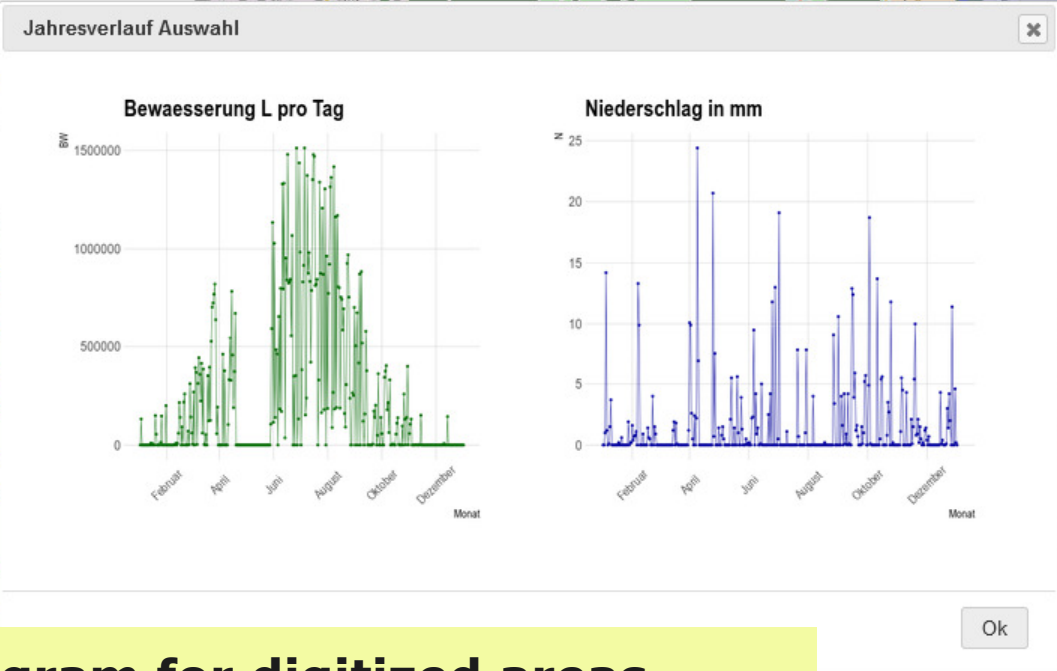 Jahresverlauf Auswahl
Bewaesserung L pro Tag
BW
1500000
1000000
500000
0
Februar
April
Juni
August
Oktober
Dezember
Monat
Niederschlag in mm
N
25
20
15
10
5
0
Februar
April
Juni
August
Oktober
Dezember
Monat
Ok
gram for digitized areas